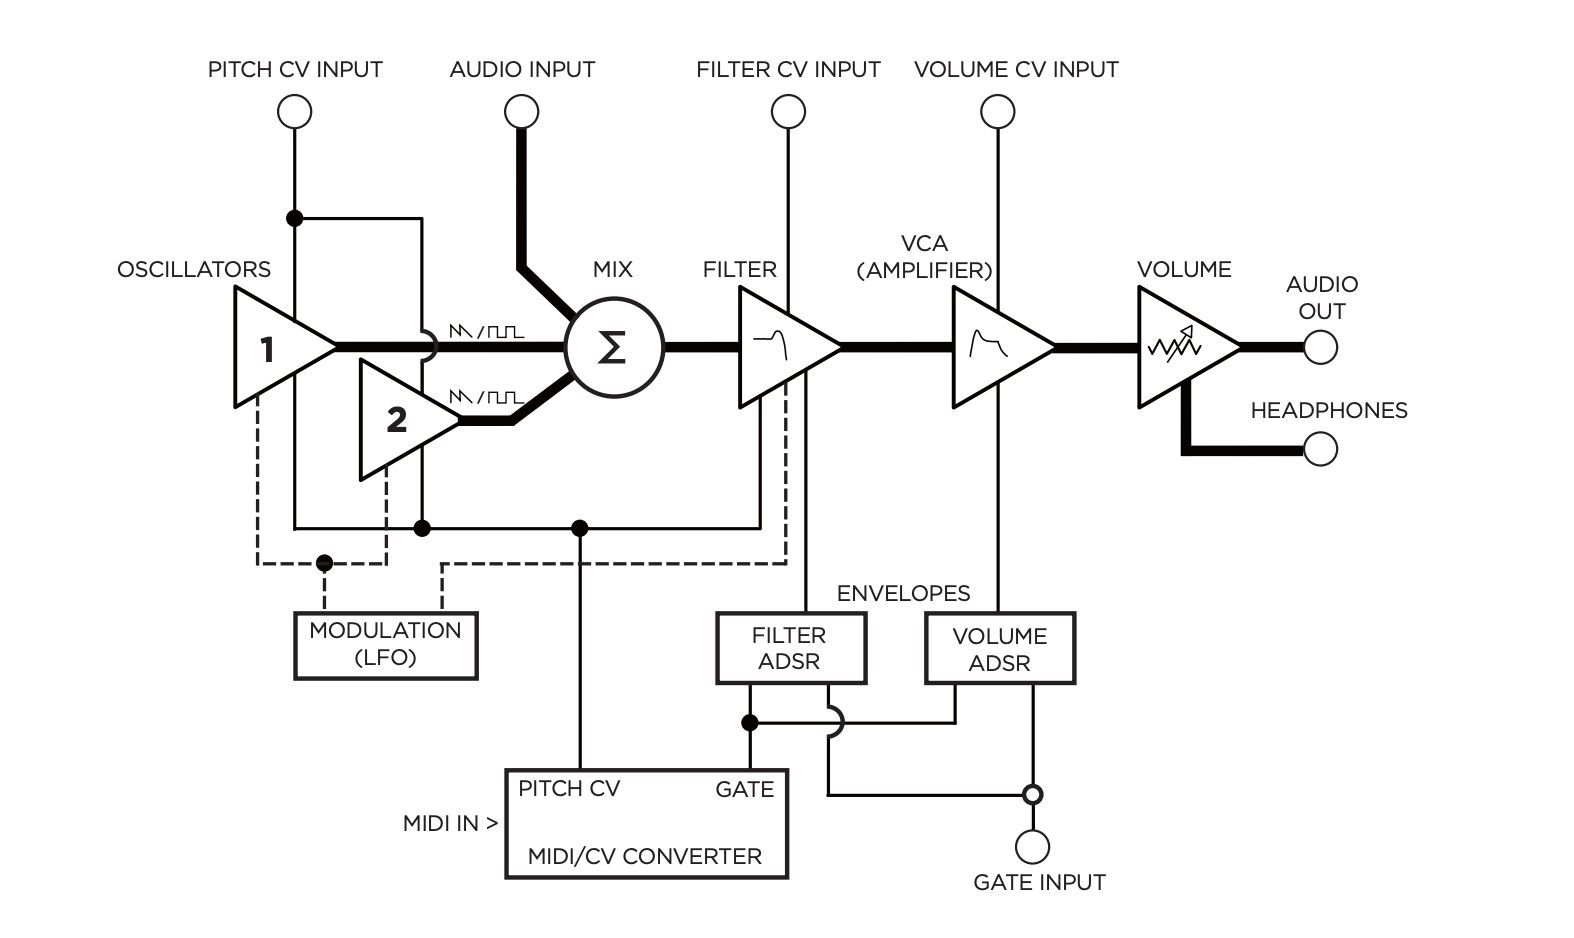 PITCH CV INPUT
AUDIO INPUT
FILTER CV INPUT
VOLUME CV INPUT
OSCILLATORS
MIX
FILTER
VCA
(AMPLIFIER)
VOLUME
AUDIO
OUT
1
Σ
2
HEADPHONES
MODULATION
(LFO)
ENVELOPES
FILTER
ADSR
VOLUME
ADSR
PITCH CV
GATE
MIDI IN >
MIDI/CV CONVERTER
GATE INPUT